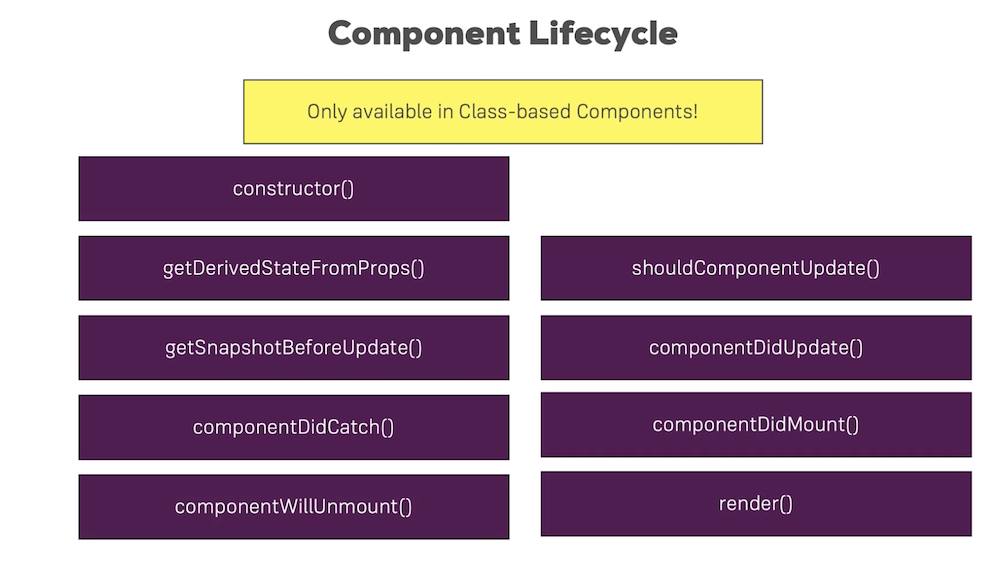 Component Lifecycle
Only available in Class-based Components!
constructor()
getDerivedStateFromProps()
shouldComponentUpdate()
getSnapshotBeforeUpdate()
componentDidUpdate()
componentDidCatch()
componentDidMount()
componentWillUnmount()
render()